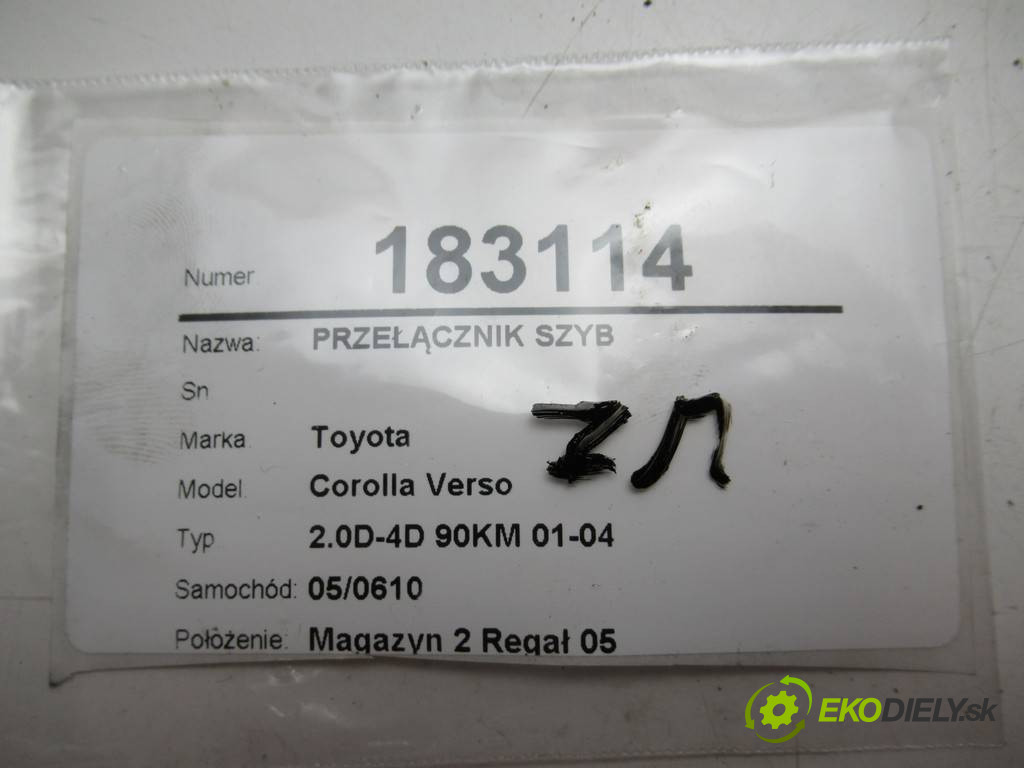 Numer 183114
Nazwa: PRZEŁĄCZNIK SZYB
Sn
Marka Toyota
Model Corolla Verso
Typ 2.0D-4D 90KM 01-04
Samochód: 05/0610
Położenie: Magazyn 2 Regał 05
EKODIELY.sk